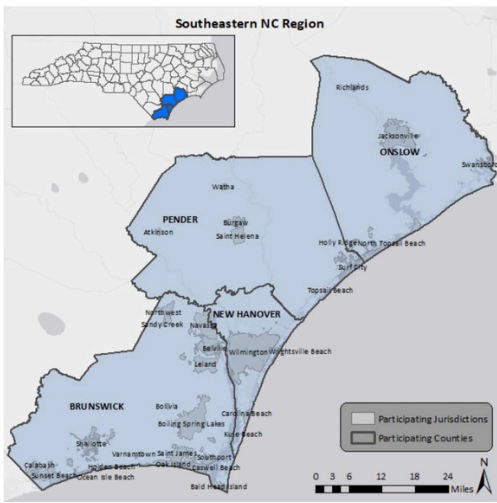 Southeastern NC Region
Richlands
Jacksonville
ONSLOW
Swansboro
Watha
PENDER
Burgaw
Atkinson
Saint Helena
Holly Ridge
North Topsail Beach
Surf City
Topsail Beach
Northwest
NEW HANOVER
Sandy Creek
Navassa
Belville
Wilmington
Wrightsville Beach
Leland
BRUNSWICK
Bolivia
Carolina Beach
Boiling Spring Lakes
Kure Beach
Shallotte
Varnamtown
Saint James
Southport
Calabash
Holden Beach
Oak Island
Caswell Beach
Sunset Beach
Ocean Isle Beach
Bald Head Island
Participating Jurisdictions
Participating Counties
N
0 3 6 12 18 24
Miles